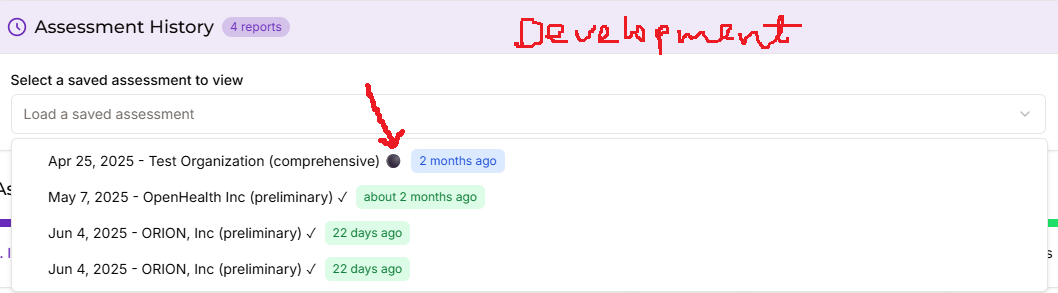 Assessment History 4 reports
Development
Select a saved assessment to view
Load a saved assessment
Apr 25, 2025 - Test Organization (comprehensive) 🌑 2 months ago
May 7, 2025 - OpenHealth Inc (preliminary) ✓ about 2 months ago
Jun 4, 2025 - ORION, Inc (preliminary) ✓ 22 days ago
Jun 4, 2025 - ORION, Inc (preliminary) ✓ 22 days ago